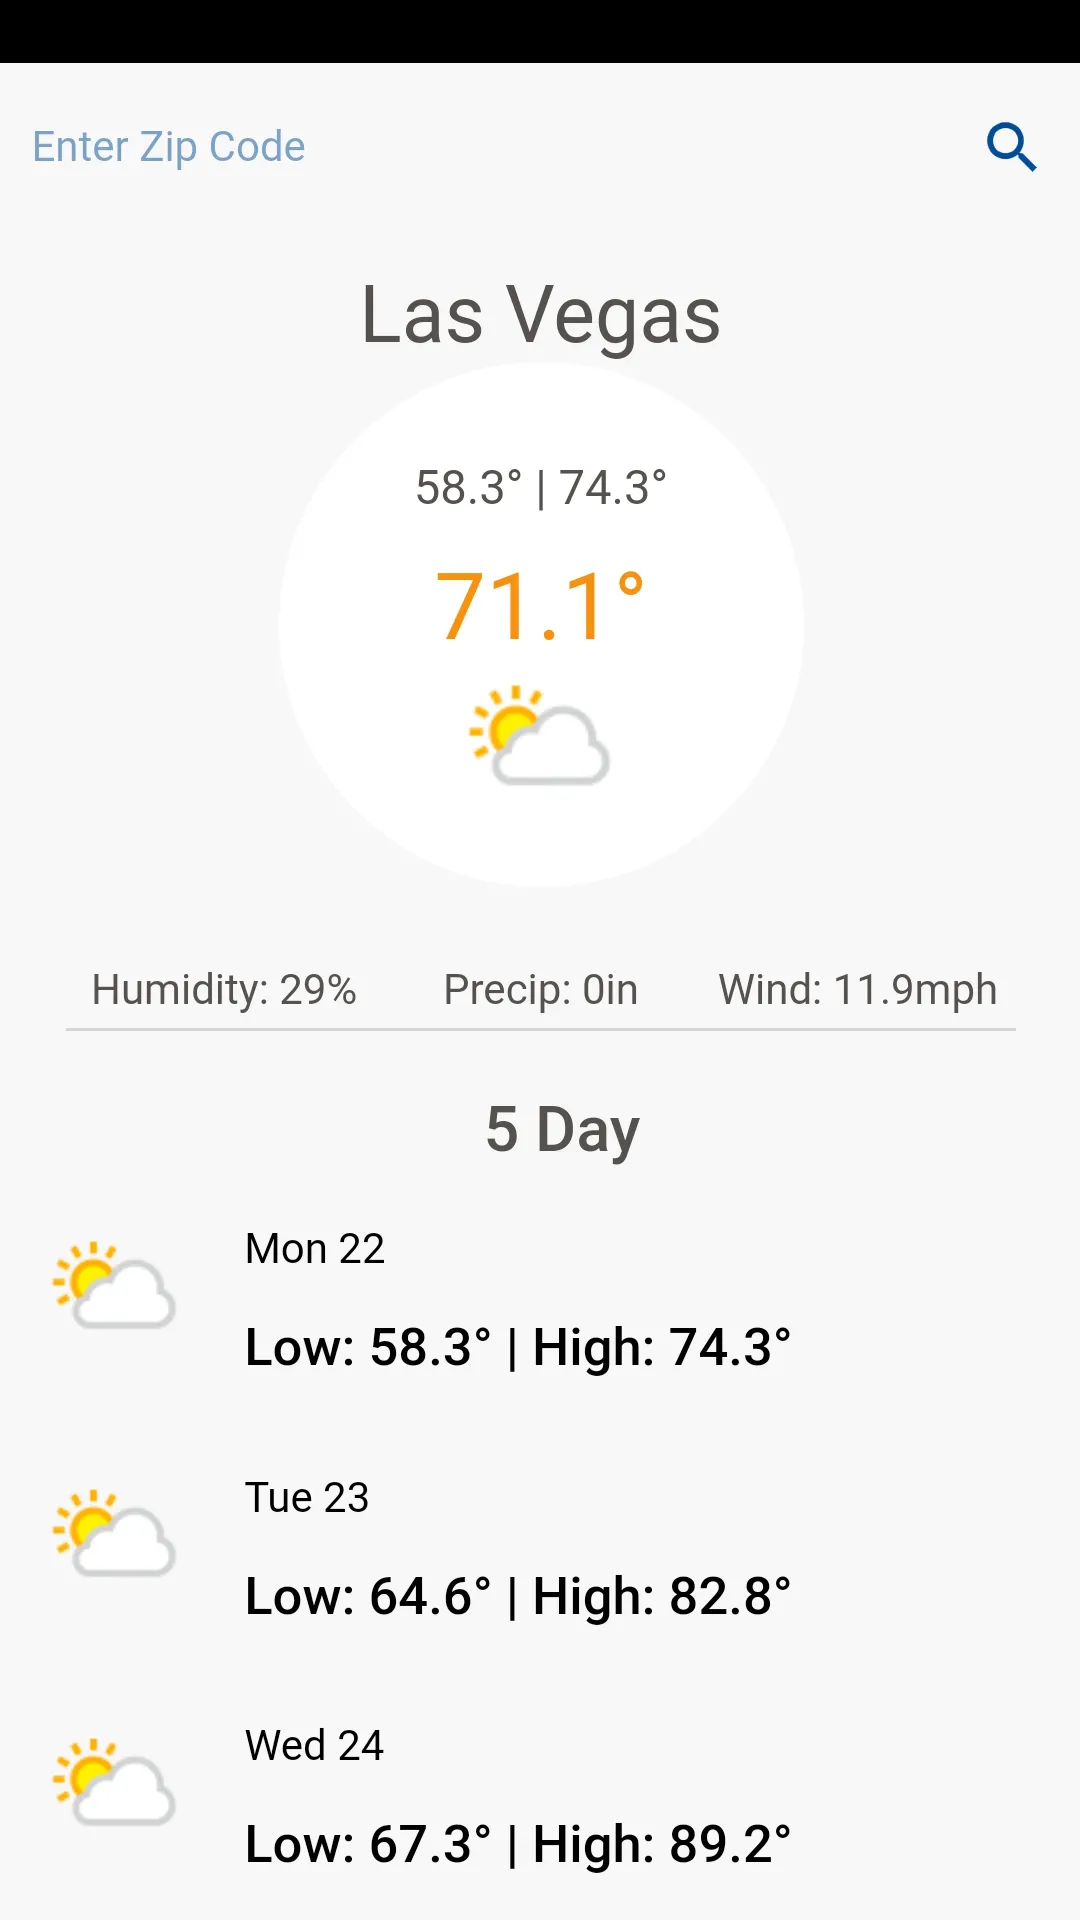 Enter Zip Code
Las Vegas
58.3° | 74.3°
71.1°
Humidity: 29% Precip: 0in Wind: 11.9mph
5 Day
Mon 22
Low: 58.3° | High: 74.3°
Tue 23
Low: 64.6° | High: 82.8°
Wed 24
Low: 67.3° | High: 89.2°